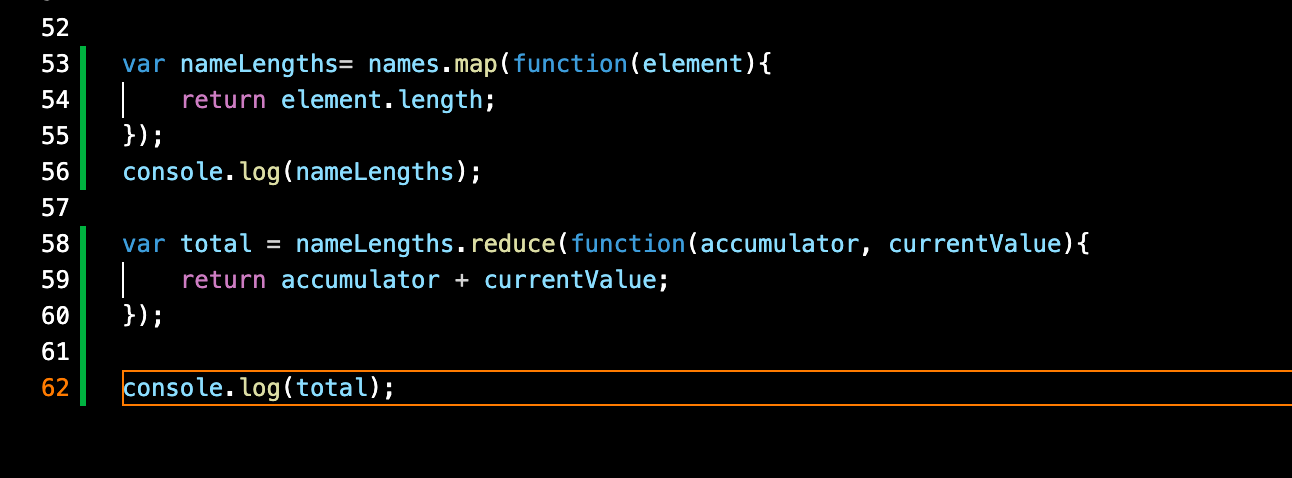 52
53 var nameLengths= names.map(function(element){
54     return element.length;
55 });
56 console.log(nameLengths);
57
58 var total = nameLengths.reduce(function(accumulator, currentValue){
59     return accumulator + currentValue;
60 });
61
62 console.log(total);